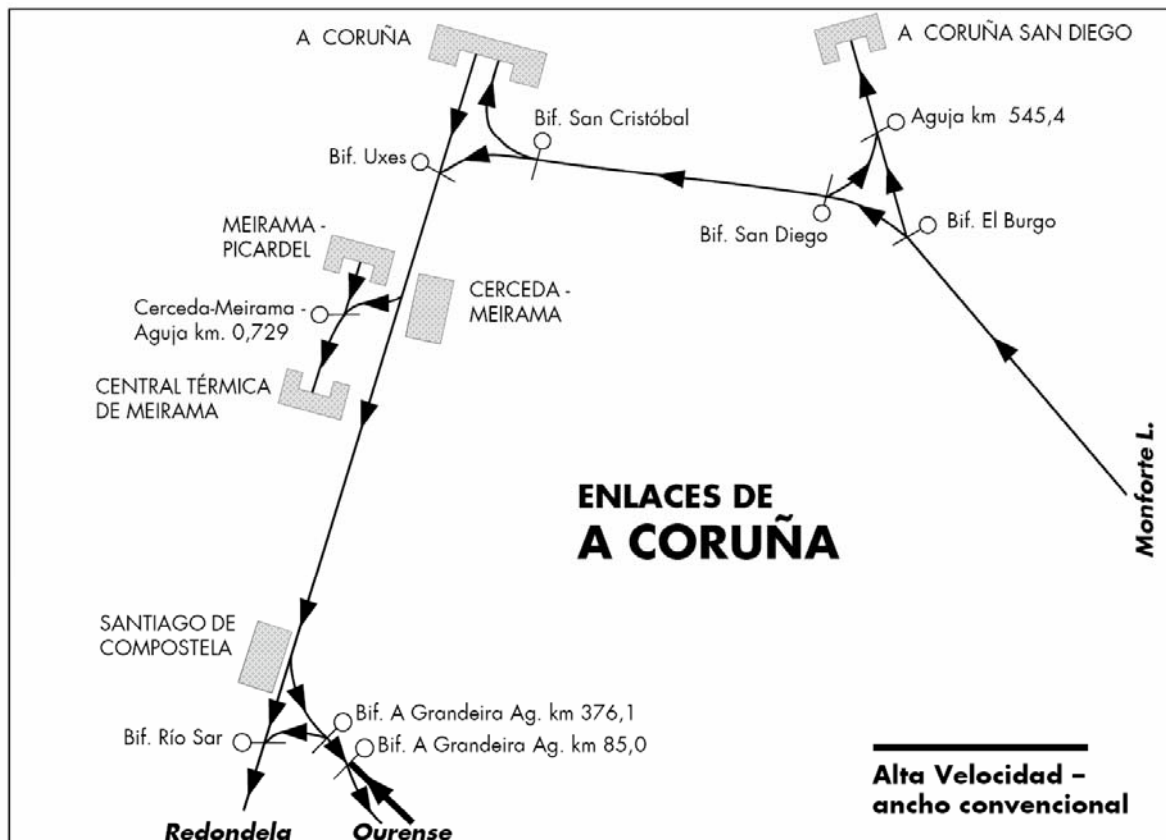 A CORUÑA
A CORUÑA SAN DIEGO
Bif. San Cristóbal
Aguja km 545,4
Bif. Uxes
MEIRAMA -
PICARDEL
Bif. San Diego
Bif. El Burgo
Cerceda-Meirama -
Aguja km. 0,729
CERCEDA -
MEIRAMA
CENTRAL TÉRMICA
DE MEIRAMA
Monforte L.
ENLACES DE
A CORUÑA
SANTIAGO DE
COMPOSTELA
Bif. A Grandeira Ag. km 376,1
Bif. Río Sar
Bif. A Grandeira Ag. km 85,0
Alta Velocidad –
ancho convencional
Redondela
Ourense